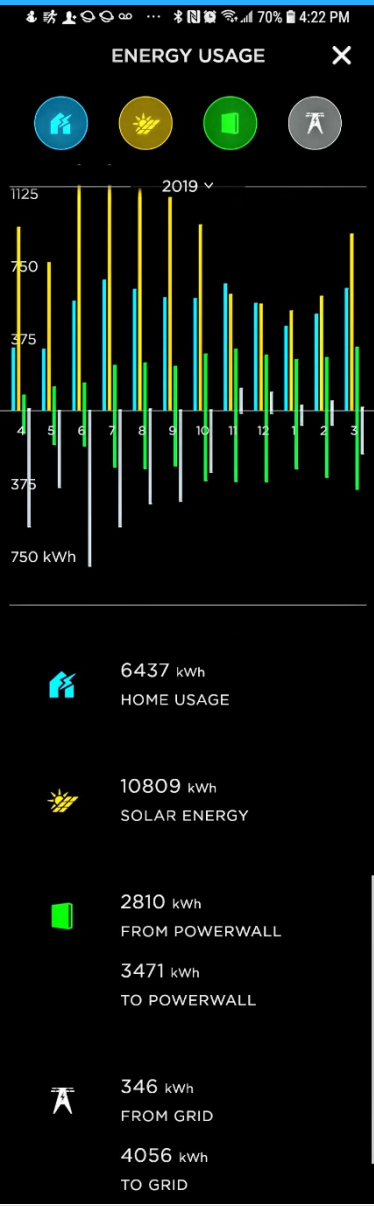 70% 4:22 PM
ENERGY USAGE
2019
1125
750
375
4 5 6 7 8 9 10 11 12 1 2 3
375
750 kWh
6437 kWh
HOME USAGE
10809 kWh
SOLAR ENERGY
2810 kWh
FROM POWERWALL
3471 kWh
TO POWERWALL
346 kWh
FROM GRID
4056 kWh
TO GRID